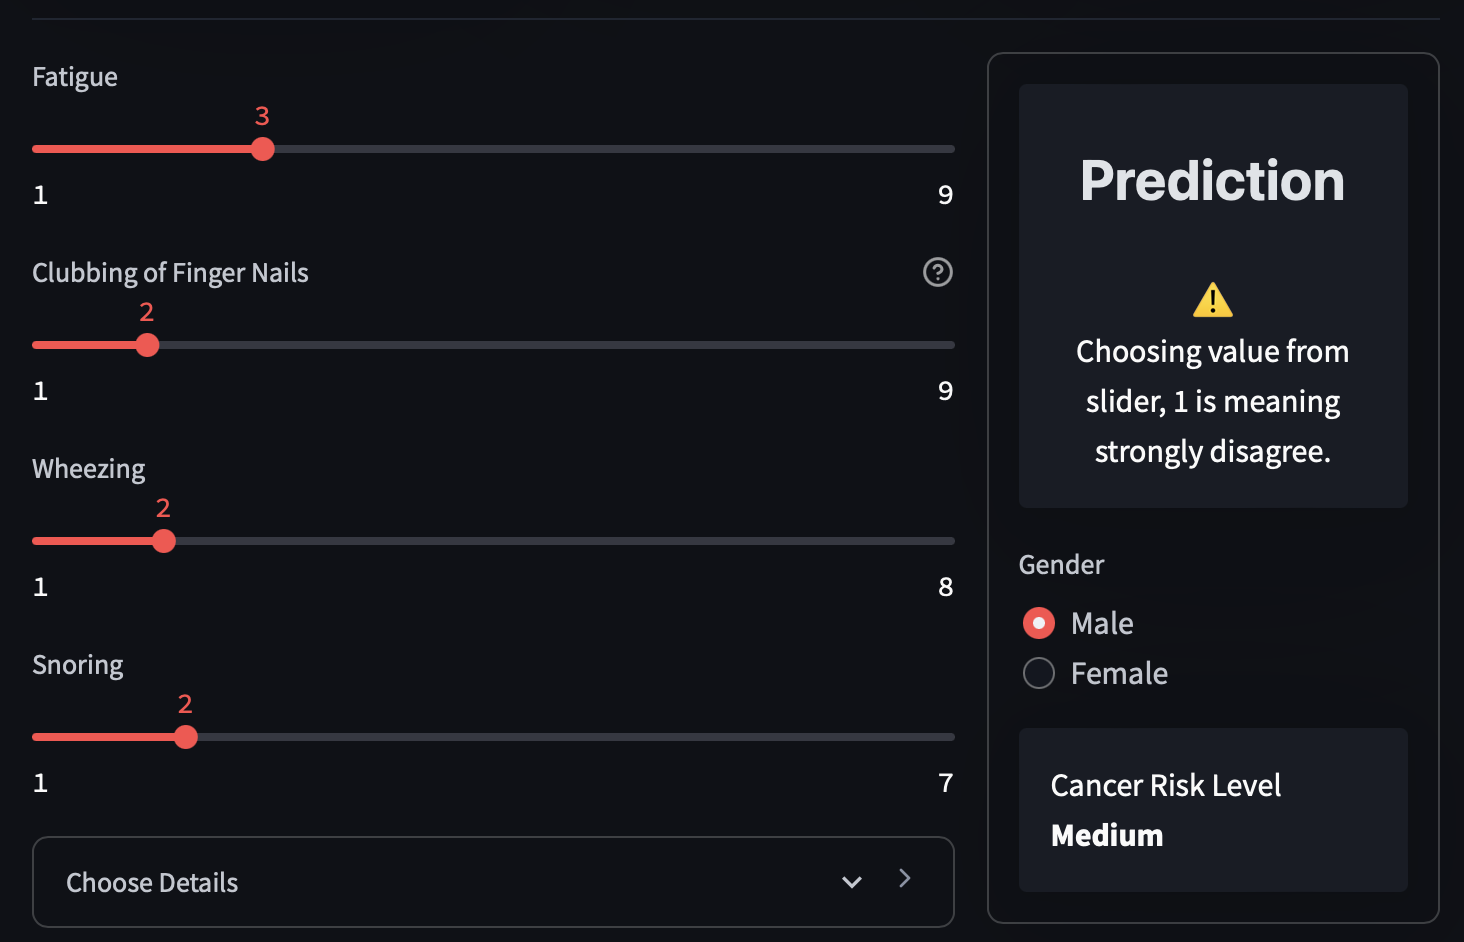 Fatigue
3
1 9
Clubbing of Finger Nails
2
1 9
Wheezing
2
1 8
Snoring
2
1 7
Choose Details
Prediction
Choosing value from
slider, 1 is meaning
strongly disagree.
Gender
Male
Female
Cancer Risk Level
Medium